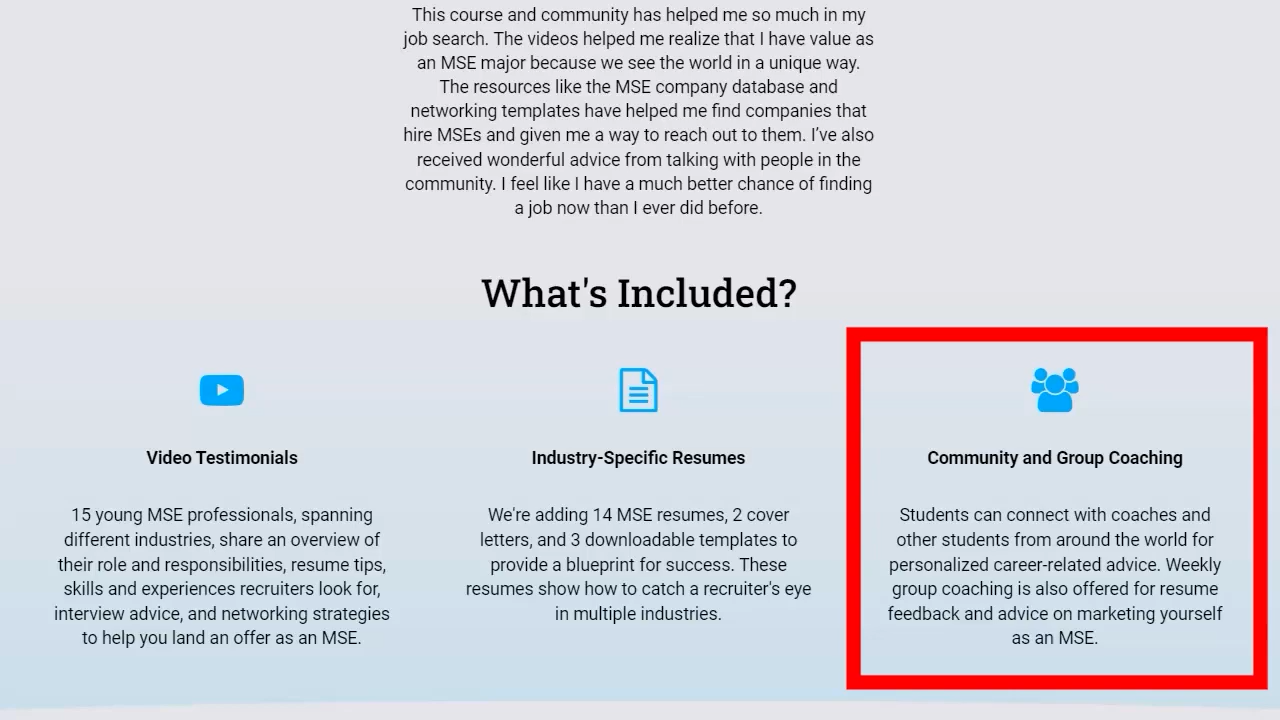 This course and community has helped me so much in my
job search. The videos helped me realize that I have value as
an MSE major because we see the world in a unique way.
The resources like the MSE company database and
networking templates have helped me find companies that
hire MSEs and given me a way to reach out to them. I’ve also
received wonderful advice from talking with people in the
community. I feel like I have a much better chance of finding
a job now than I ever did before.
What's Included?
Video Testimonials
15 young MSE professionals, spanning
different industries, share an overview of
their role and responsibilities, resume tips,
skills and experiences recruiters look for,
interview advice, and networking strategies
to help you land an offer as an MSE.
Industry-Specific Resumes
We're adding 14 MSE resumes, 2 cover
letters, and 3 downloadable templates to
provide a blueprint for success. These
resumes show how to catch a recruiter's eye
in multiple industries.
Community and Group Coaching
Students can connect with coaches and
other students from around the world for
personalized career-related advice. Weekly
group coaching is also offered for resume
feedback and advice on marketing yourself
as an MSE.